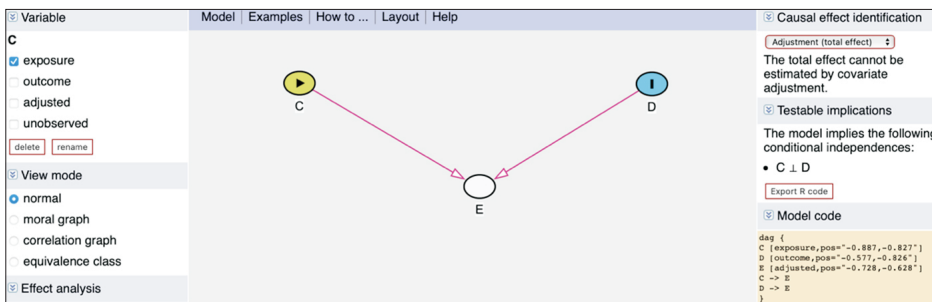 Variable
C
exposure
outcome
adjusted
unobserved
delete rename
View mode
normal
moral graph
correlation graph
equivalence class
Effect analysis
Model Examples How to ... Layout Help
C
D
E
Causal effect identification
Adjustment (total effect)
The total effect cannot be
estimated by covariate
adjustment.
Testable implications
The model implies the following
conditional independences:
• C ⊥ D
Export R code
Model code
dag {
C [exposure,pos="-0.887,-0.827"]
D [outcome,pos="-0.577,-0.826"]
E [adjusted,pos="-0.728,-0.628"]
C -> E
D -> E
}